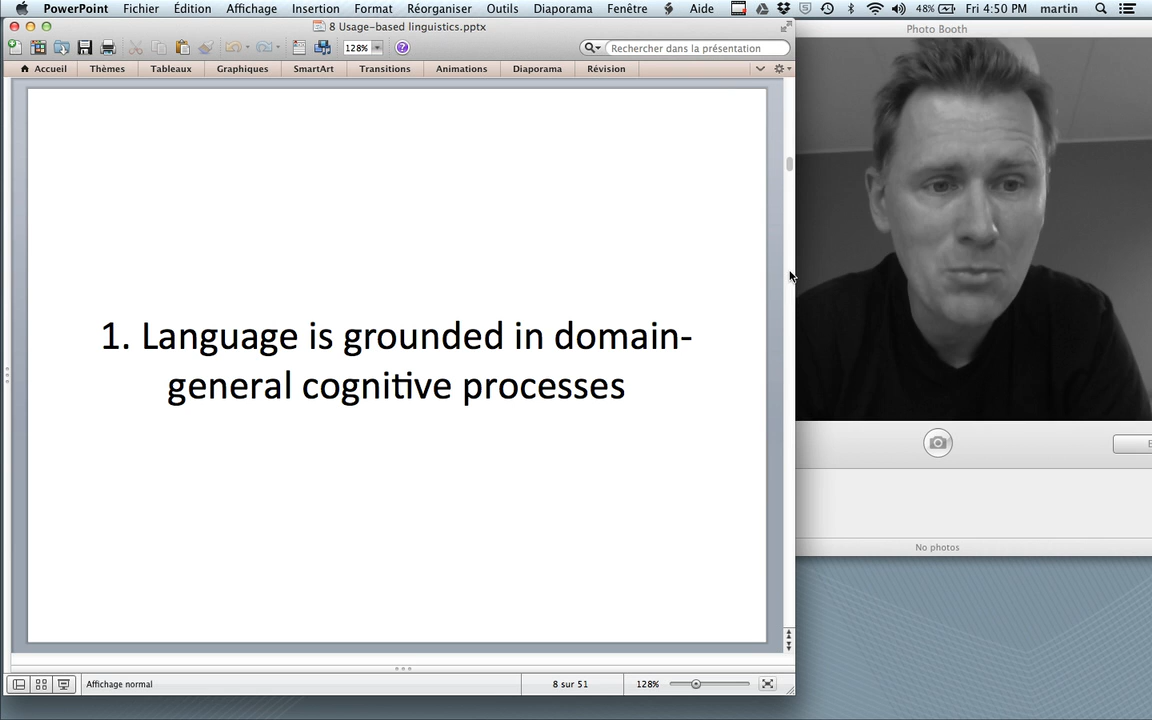 PowerPoint Fichier Édition Affichage Insertion Format Réorganiser Outils Diaporama Fenêtre Aide 48% Fri 4:50 PM martin
8 Usage-based linguistics.pptx
Photo Booth
128% Rechercher dans la présentation
Accueil Thèmes Tableaux Graphiques SmartArt Transitions Animations Diaporama Révision
1. Language is grounded in domain-
general cognitive processes
No photos
Affichage normal 8 sur 51 128%